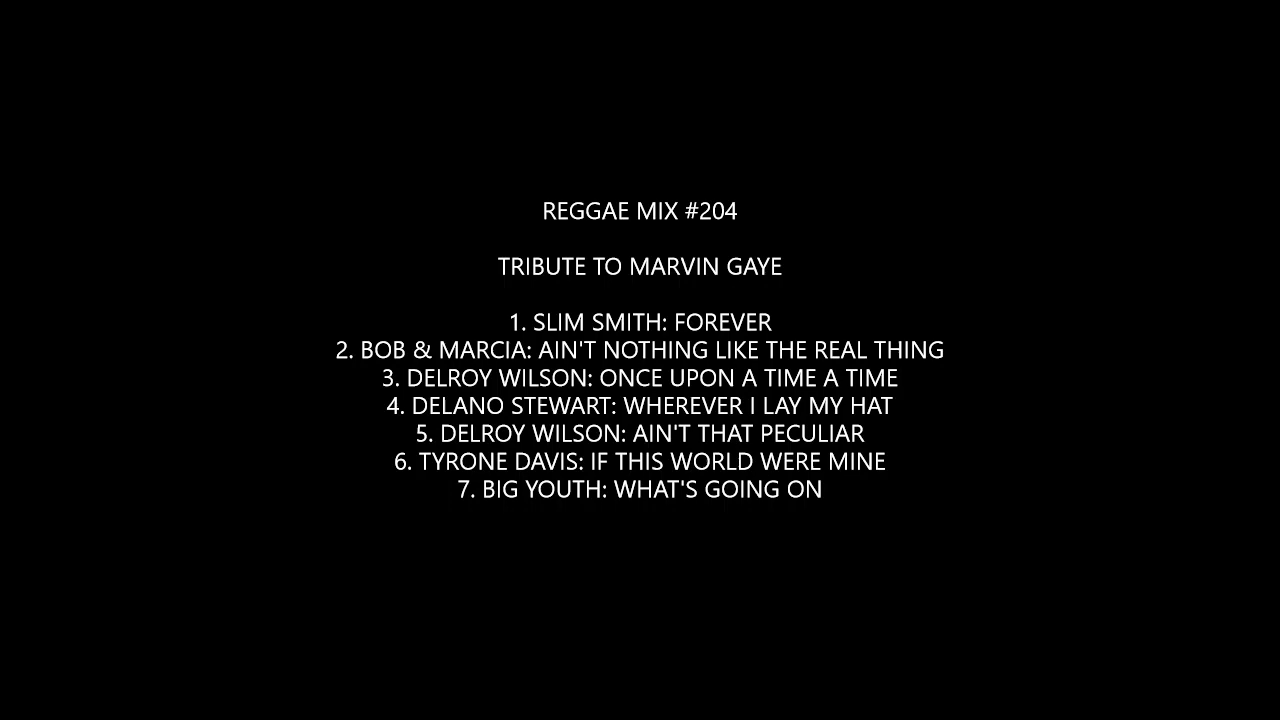 REGGAE MIX #204
TRIBUTE TO MARVIN GAYE
1. SLIM SMITH: FOREVER
2. BOB & MARCIA: AIN'T NOTHING LIKE THE REAL THING
3. DELROY WILSON: ONCE UPON A TIME A TIME
4. DELANO STEWART: WHEREVER I LAY MY HAT
5. DELROY WILSON: AIN'T THAT PECULIAR
6. TYRONE DAVIS: IF THIS WORLD WERE MINE
7. BIG YOUTH: WHAT'S GOING ON